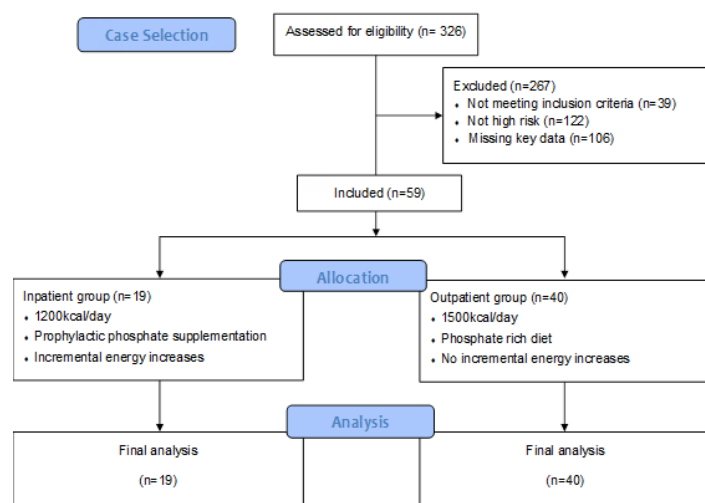 Case Selection
Assessed for eligibility (n= 326)
Excluded (n=267)
⬧ Not meeting inclusion criteria (n=39)
⬧ Not high risk (n=122)
⬧ Missing key data (n=106)
Included (n=59)
Allocation
Inpatient group (n=19)
⬧ 1200kcal/day
⬧ Prophylactic phosphate supplementation
⬧ Incremental energy increases
Outpatient group (n=40)
⬧ 1500kcal/day
⬧ Phosphate rich diet
⬧ No incremental energy increases
Analysis
Final analysis
(n=19)
Final analysis
(n=40)